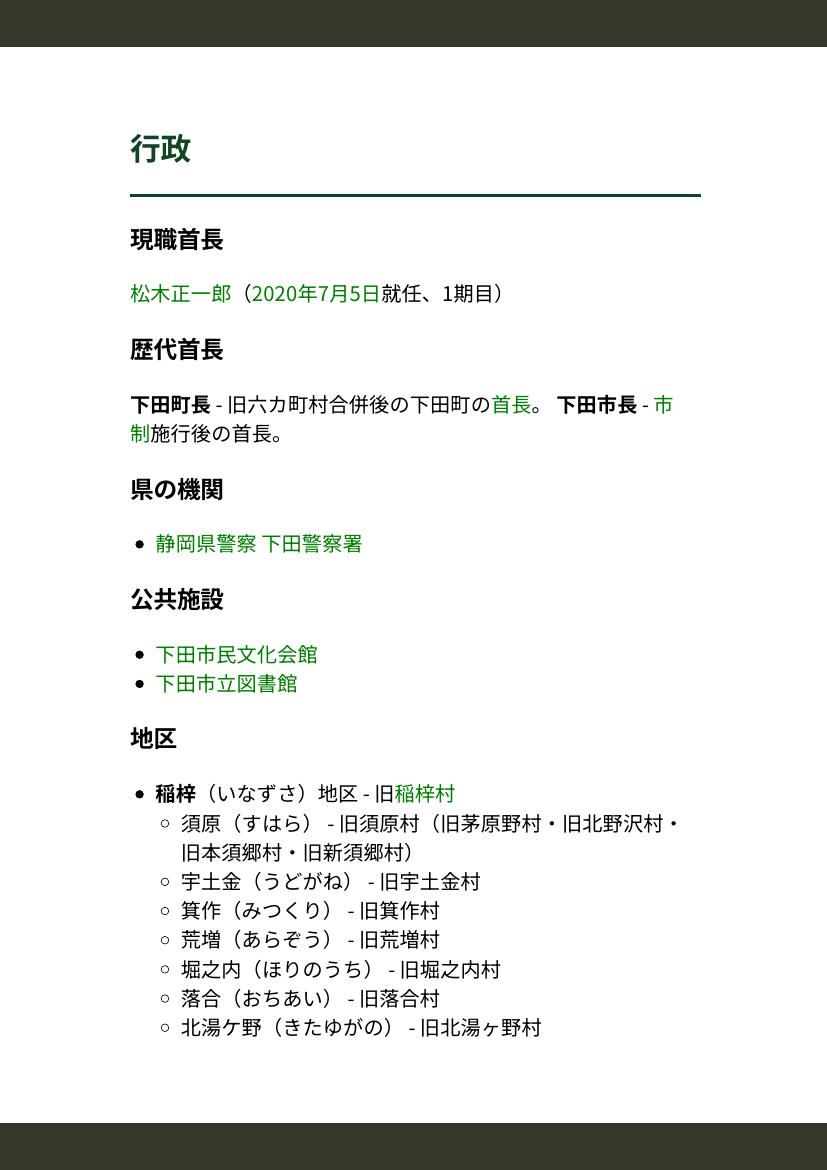 行政
現職首長
松木正一郎（2020年7月5日就任、1期目）
歴代首長
下田町長 - 旧六カ町村合併後の下田町の首長。 下田市長 - 市
制施行後の首長。
県の機関
• 静岡県警察 下田警察署
公共施設
• 下田市民文化会館
• 下田市立図書館
地区
• 稲梓（いなずさ）地区 - 旧稲梓村
◦ 須原（すはら） - 旧須原村（旧茅原野村・旧北野沢村・
旧本須郷村・旧新須郷村）
◦ 宇土金（うどがね） - 旧宇土金村
◦ 箕作（みつくり） - 旧箕作村
◦ 荒増（あらぞう） - 旧荒増村
◦ 堀之内（ほりのうち） - 旧堀之内村
◦ 落合（おちあい） - 旧落合村
◦ 北湯ケ野（きたゆがの） - 旧北湯ヶ野村